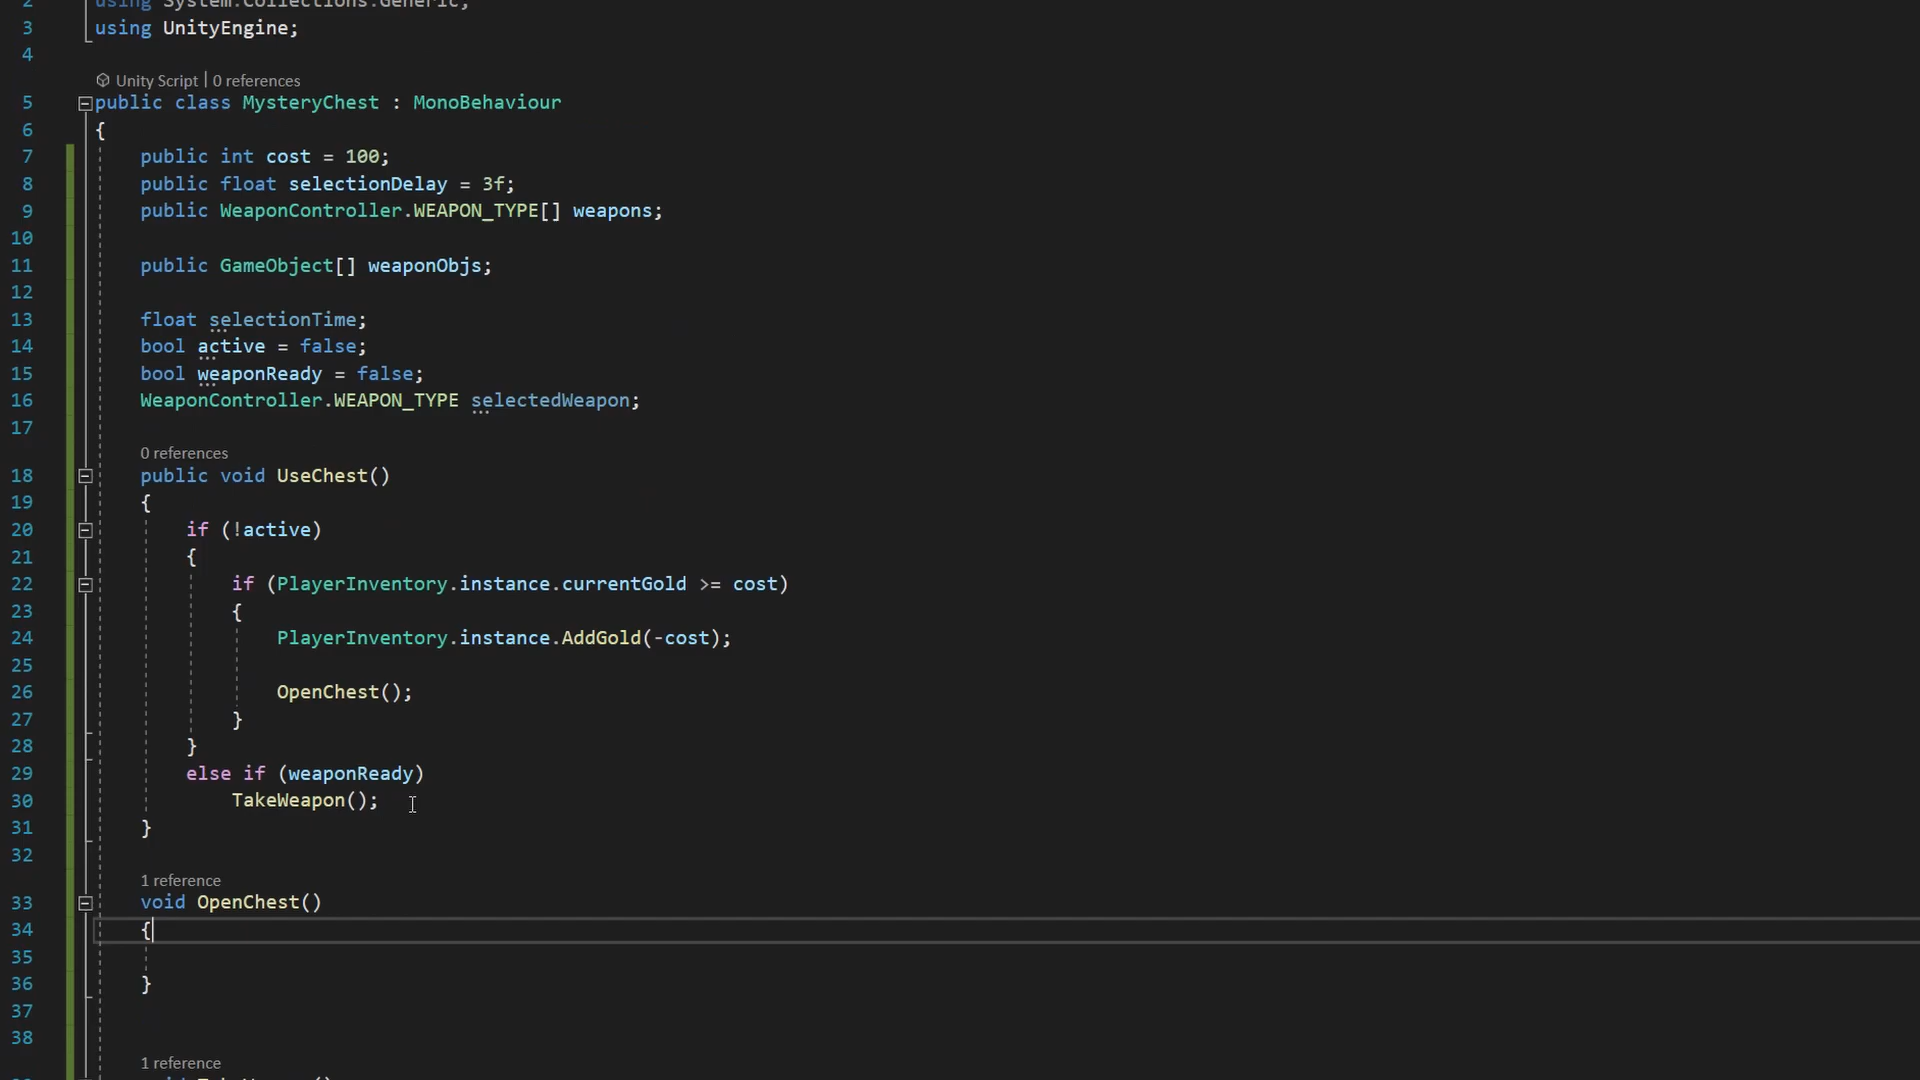 2 using System.Collections.Generic;
3 using UnityEngine;
4
Unity Script | 0 references
5 public class MysteryChest : MonoBehaviour
6 {
7 public int cost = 100;
8 public float selectionDelay = 3f;
9 public WeaponController.WEAPON_TYPE[] weapons;
10
11 public GameObject[] weaponObjs;
12
13 float selectionTime;
14 bool active = false;
15 bool weaponReady = false;
16 WeaponController.WEAPON_TYPE selectedWeapon;
17
0 references
18 public void UseChest()
19 {
20 if (!active)
21 {
22 if (PlayerInventory.instance.currentGold >= cost)
23 {
24 PlayerInventory.instance.AddGold(-cost);
25
26 OpenChest();
27 }
28 }
29 else if (weaponReady)
30 TakeWeapon();
31 }
32
1 reference
33 void OpenChest()
34 {
35
36 }
37
38
1 reference